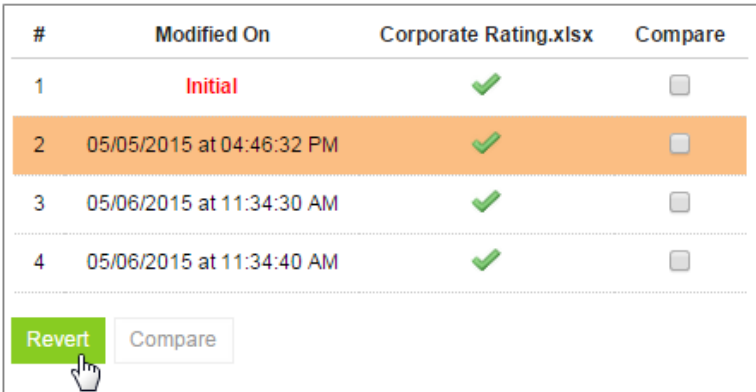 # Modified On Corporate Rating.xlsx Compare
1 Initial
2 05/05/2015 at 04:46:32 PM
3 05/06/2015 at 11:34:30 AM
4 05/06/2015 at 11:34:40 AM
Revert Compare